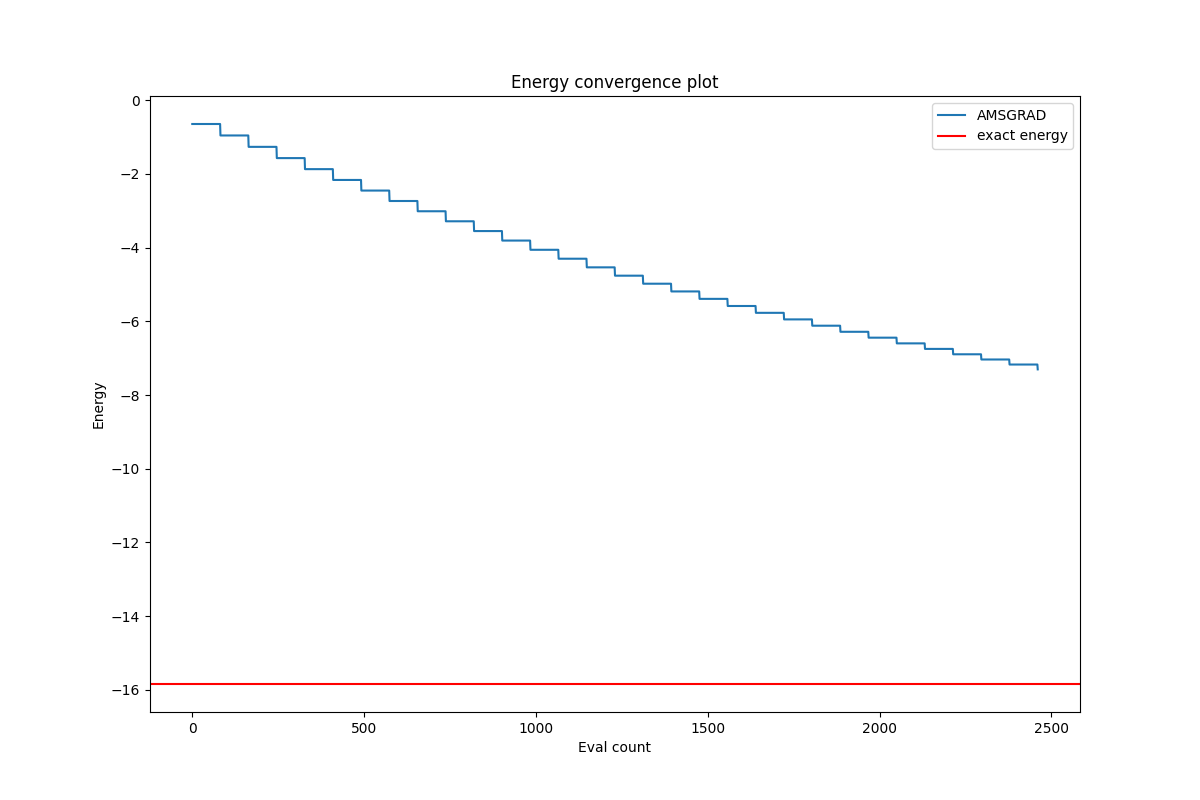 Energy convergence plot
AMSGRAD
exact energy
Energy
0
−2
−4
−6
−8
−10
−12
−14
−16
0 500 1000 1500 2000 2500
Eval count